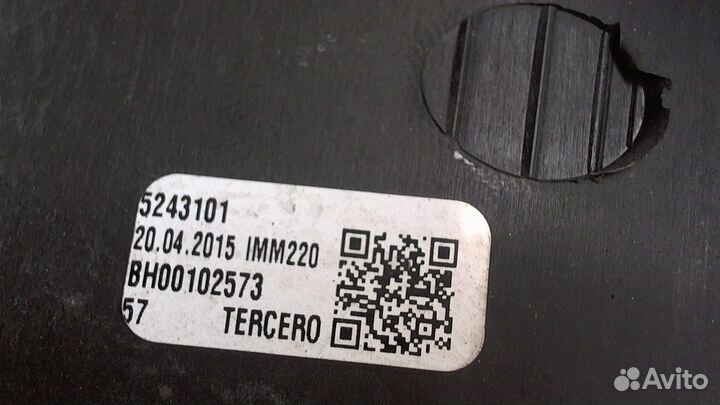 5243101
20.04.2015 IMM220
BH00102573
57 TERCERO
Avito